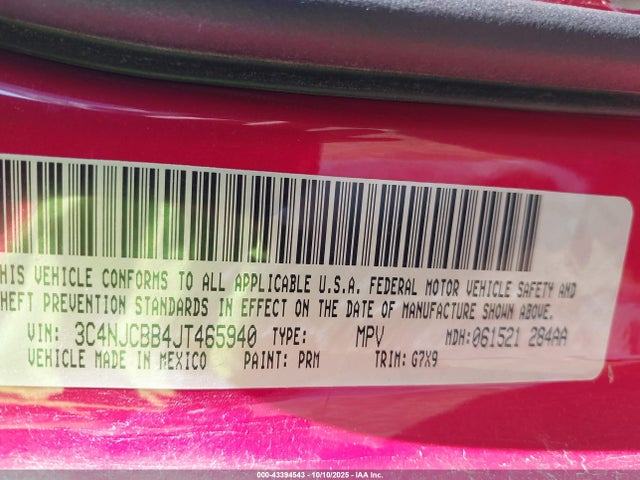 THIS VEHICLE CONFORMS TO ALL APPLICABLE U.S.A. FEDERAL MOTOR VEHICLE SAFETY AND
THEFT PREVENTION STANDARDS IN EFFECT ON THE DATE OF MANUFACTURE SHOWN ABOVE.
VIN: 3C4NJCBB4JT465940 TYPE: MPV MDH:061521 284AA
VEHICLE MADE IN MEXICO PAINT: PRM TRIM: G7X9
000-43394543 | 10/10/2025 - IAA Inc.